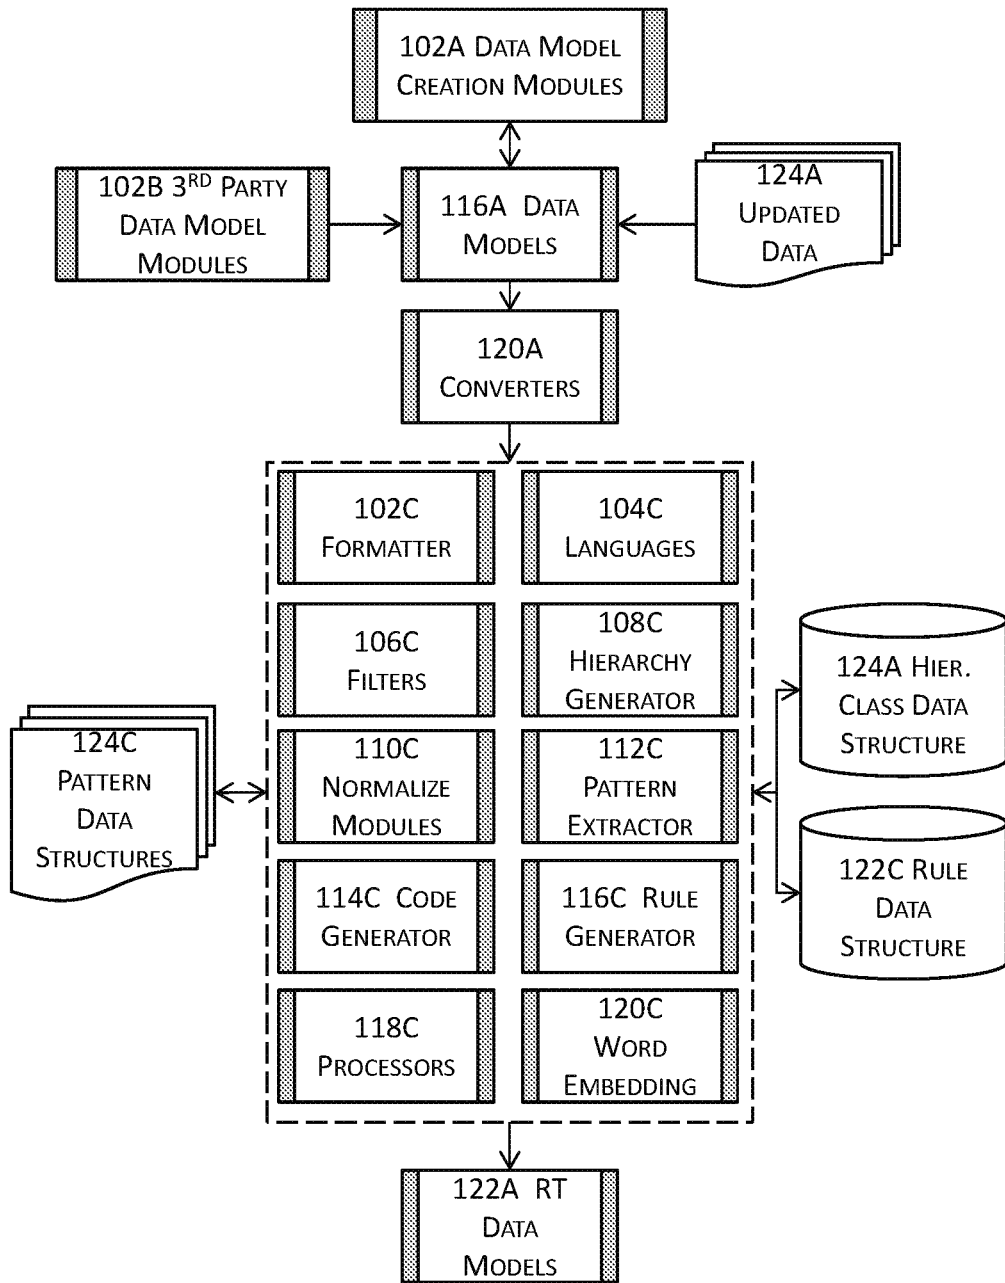 102A Data Model
Creation Modules
102B 3RD Party
Data Model
Modules
116A Data
Models
124A
Updated
Data
120A
Converters
102C
Formatter
104C
Languages
106C
Filters
108C
Hierarchy
Generator
124A Hier.
Class Data
Structure
124C
Pattern
Data
Structures
110C
Normalize
Modules
112C
Pattern
Extractor
122C Rule
Data
Structure
114C Code
Generator
116C Rule
Generator
118C
Processors
120C
Word
Embedding
122A RT
Data
Models